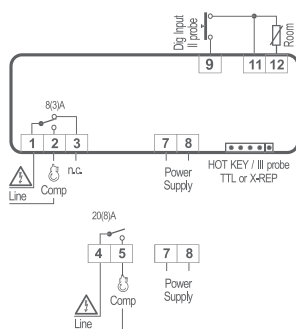 Dig Input
II probe
Room
9 11 12
8(3)A
1 2 3
7 8
n.c.
Line
Comp
Power
Supply
HOT KEY / III probe
TTL or X-REP
20(8)A
4 5
7 8
Line
Comp
Power
Supply